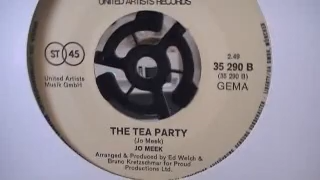 UNITED ARTISTS RECORDS
ST 45
United Artists
Musik GmbH
2:48
35 290 B
(35 290 B)
GEMA
THE TEA PARTY
(Jo Meek)
JO MEEK
Arranged & Produced by Ed Welch &
Bruno Kretzschmar for Proud
Productions Ltd.